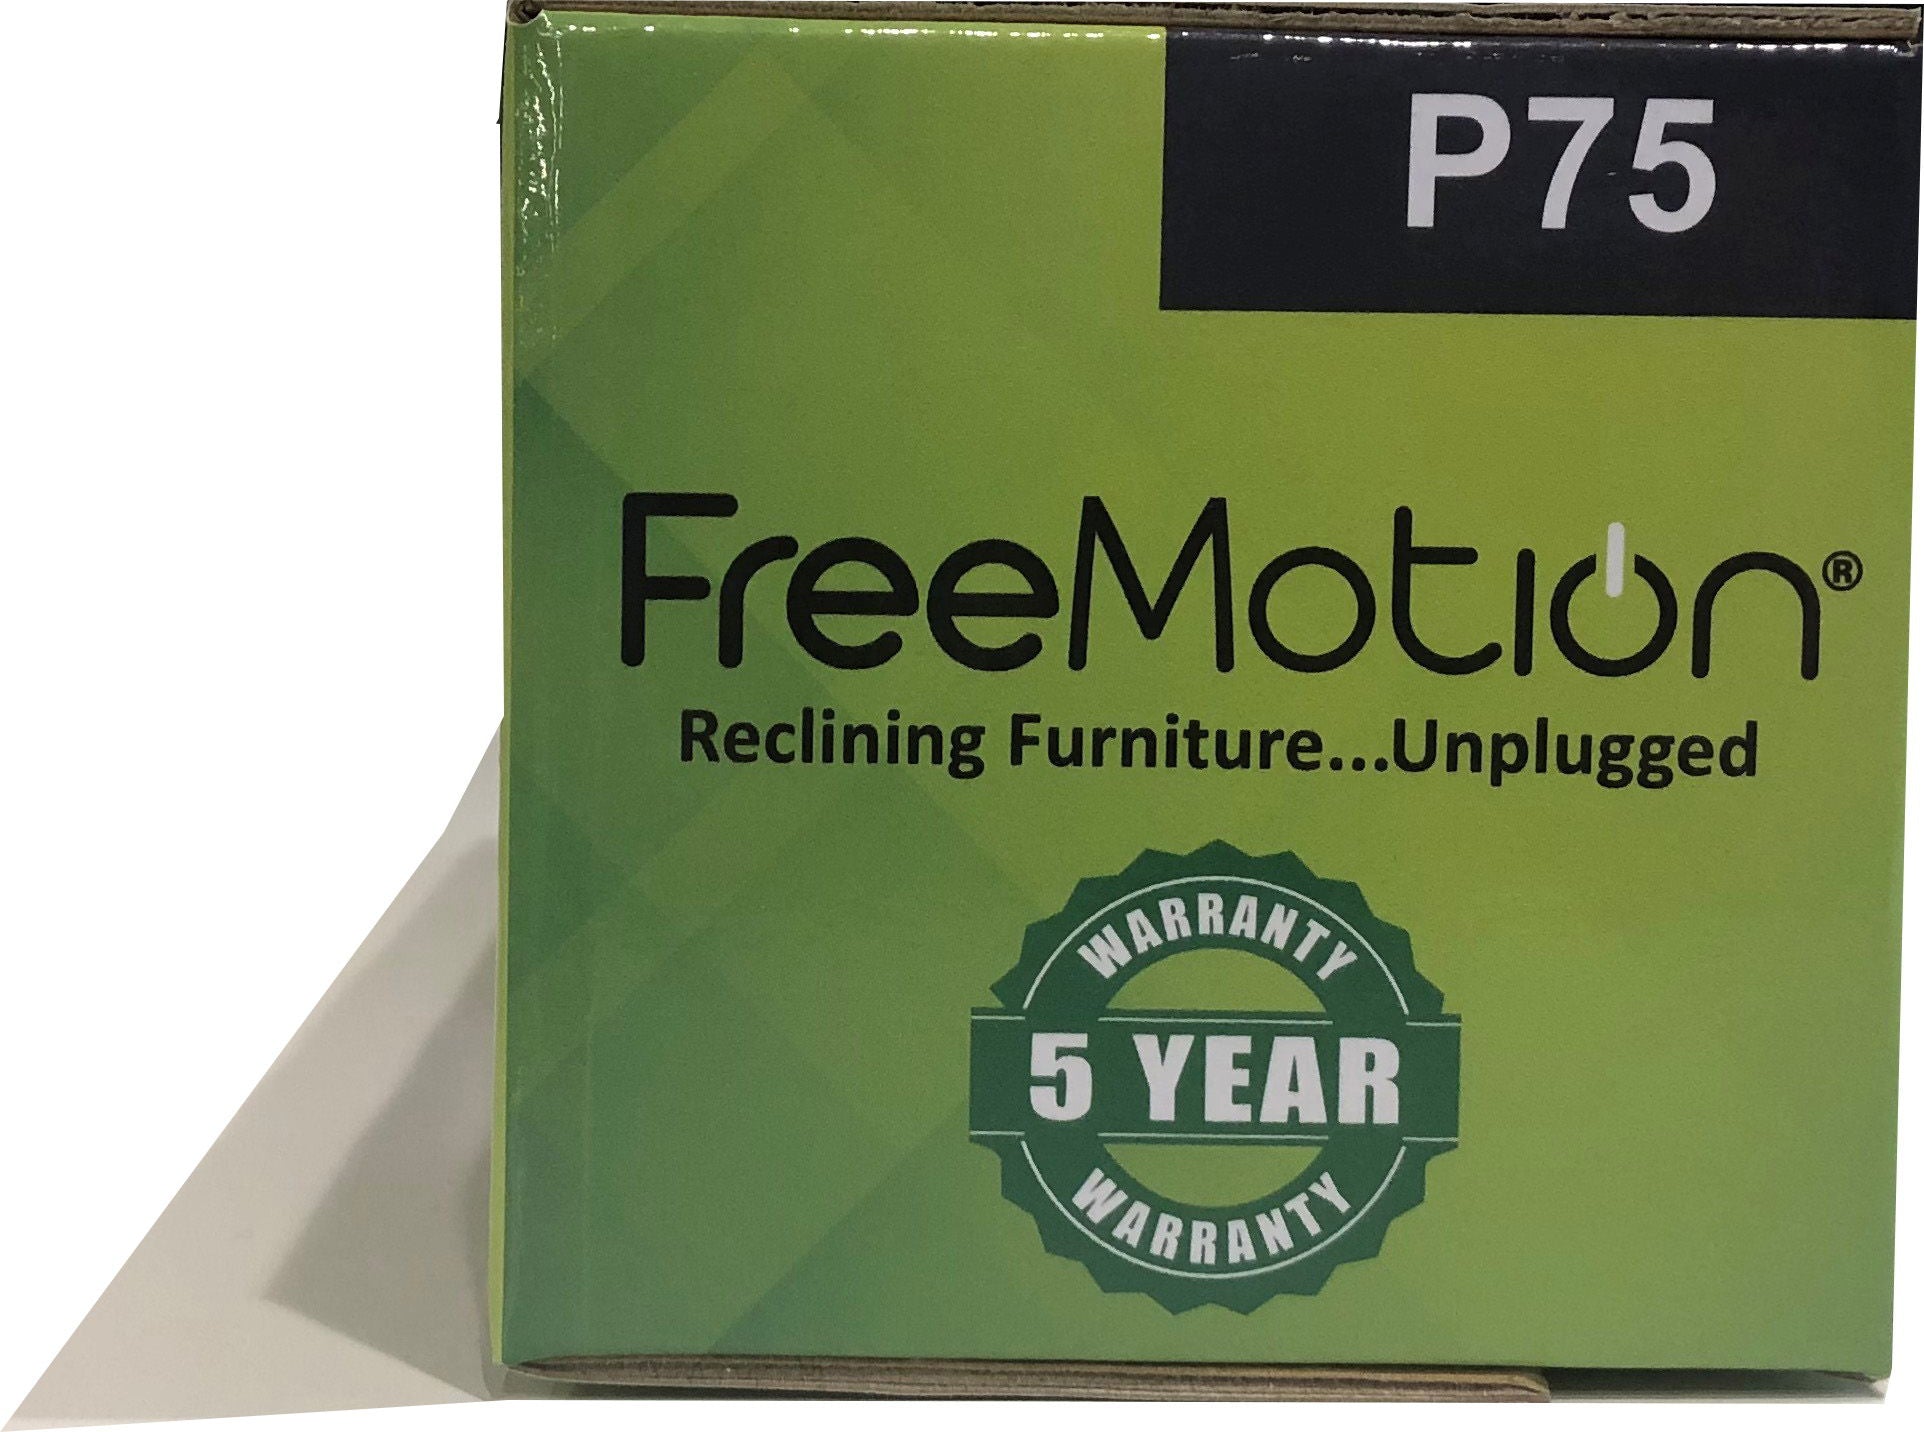 P75
FreeMotion®
Reclining Furniture...Unplugged
WARRANTY
5 YEAR
WARRANTY